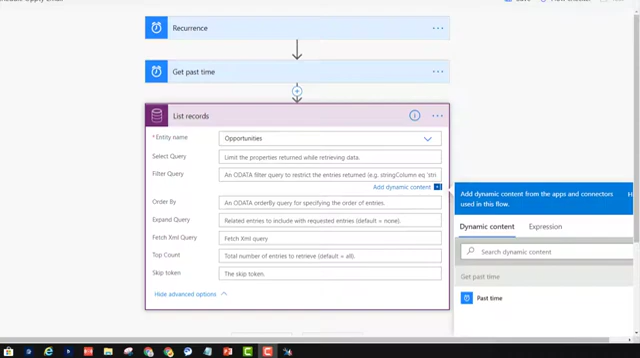 Recurrence
Get past time
List records
* Entity name
Opportunities
Select Query
Limit the properties returned while retrieving data.
Filter Query
An ODATA filter query to restrict the entries returned (e.g. stringColumn eq 'stri
Add dynamic content
Order By
An ODATA orderBy query for specifying the order of entries.
Expand Query
Related entries to include with requested entries (default = none).
Fetch Xml Query
Fetch Xml query
Top Count
Total number of entries to retrieve (default = all).
Skip token
The skip token.
Hide advanced options
Add dynamic content from the apps and connectors
used in this flow.
Dynamic content
Expression
Search dynamic content
Get past time
Past time